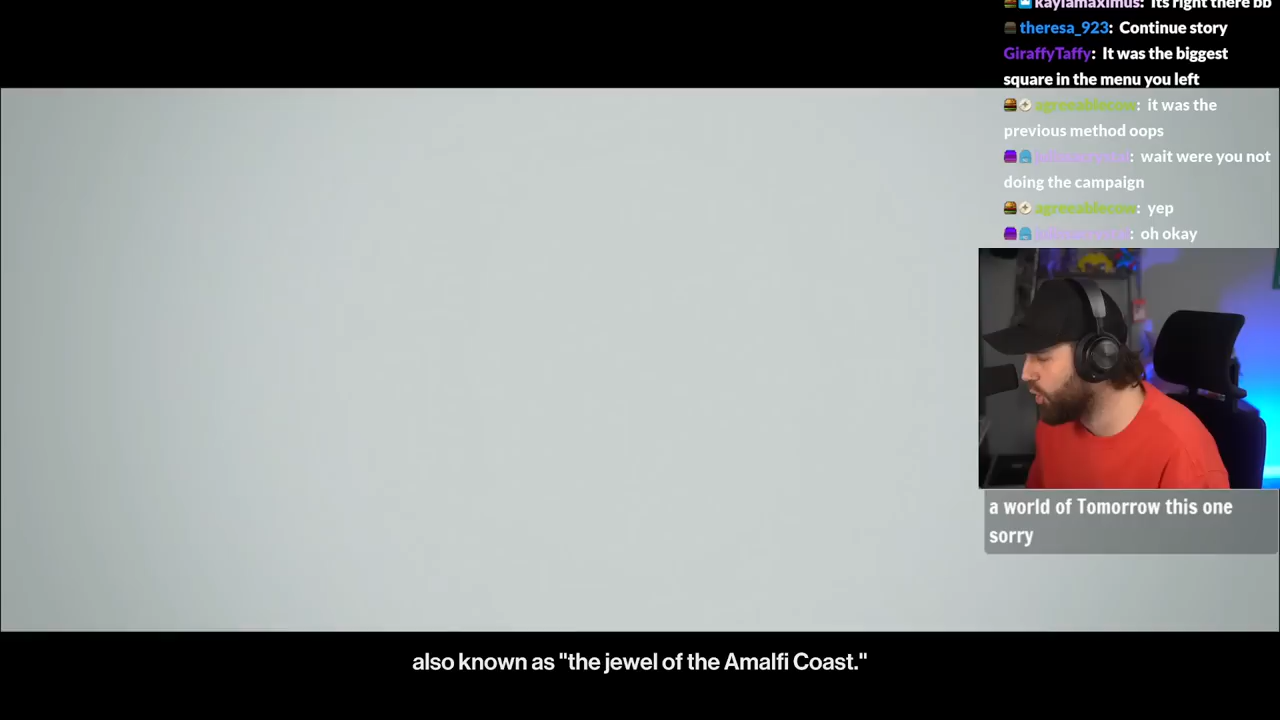 kaylamaximus: Its right there bb
theresa_923: Continue story
GiraffyTaffy: It was the biggest
square in the menu you left
agreeablecow: it was the
previous method oops
wait were you not
doing the campaign
agreeablecow: yep
oh okay
a world of Tomorrow this one
sorry
also known as "the jewel of the Amalfi Coast."